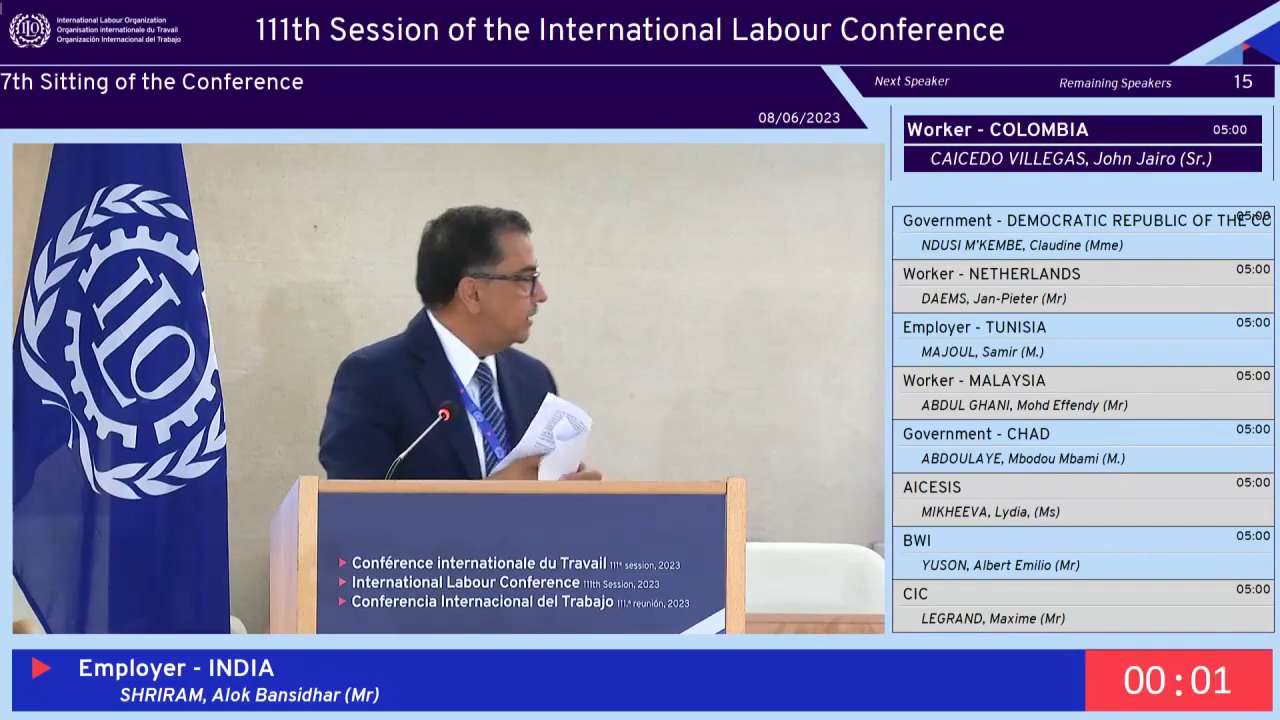 International Labour Organization
Organisation internationale du Travail
Organización Internacional del Trabajo
111th Session of the International Labour Conference
7th Sitting of the Conference
08/06/2023
Next Speaker
Remaining Speakers
15
Worker - COLOMBIA 05:00
CAICEDO VILLEGAS, John Jairo (Sr.)
Government - DEMOCRATIC REPUBLIC OF THE CO 05:00
NDUSI M'KEMBE, Claudine (Mme)
Worker - NETHERLANDS 05:00
DAEMS, Jan-Pieter (Mr)
Employer - TUNISIA 05:00
MAJOUL, Samir (M.)
Worker - MALAYSIA 05:00
ABDUL GHANI, Mohd Effendy (Mr)
Government - CHAD 05:00
ABDOULAYE, Mbodou Mbami (M.)
AICESIS 05:00
MIKHEEVA, Lydia, (Ms)
BWI 05:00
YUSON, Albert Emilio (Mr)
CIC 05:00
LEGRAND, Maxime (Mr)
ILO
Conférence internationale du Travail 111e session, 2023
International Labour Conference 111th Session, 2023
Conferencia Internacional del Trabajo 111.a reunión, 2023
Employer - INDIA
SHRIRAM, Alok Bansidhar (Mr)
00:01